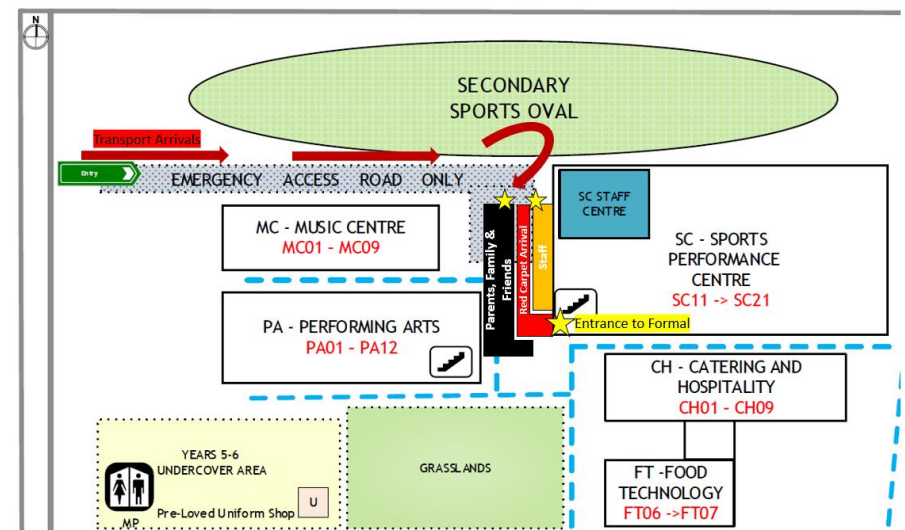 N
SECONDARY
SPORTS OVAL
Transport Arrivals
Entry
EMERGENCY ACCESS ROAD ONLY
MC - MUSIC CENTRE
MC01 - MC09
SC STAFF
CENTRE
SC - SPORTS
PERFORMANCE
CENTRE
SC11 -> SC21
Parents, Family &
Friends
Red Carpet Arrival
Staff
Entrance to Formal
PA - PERFORMING ARTS
PA01 - PA12
CH - CATERING AND
HOSPITALITY
CH01 - CH09
YEARS 5-6
UNDERCOVER AREA
GRASSLANDS
U
Pre-Loved Uniform Shop
MP
FT -FOOD
TECHNOLOGY
FT06 ->FT07